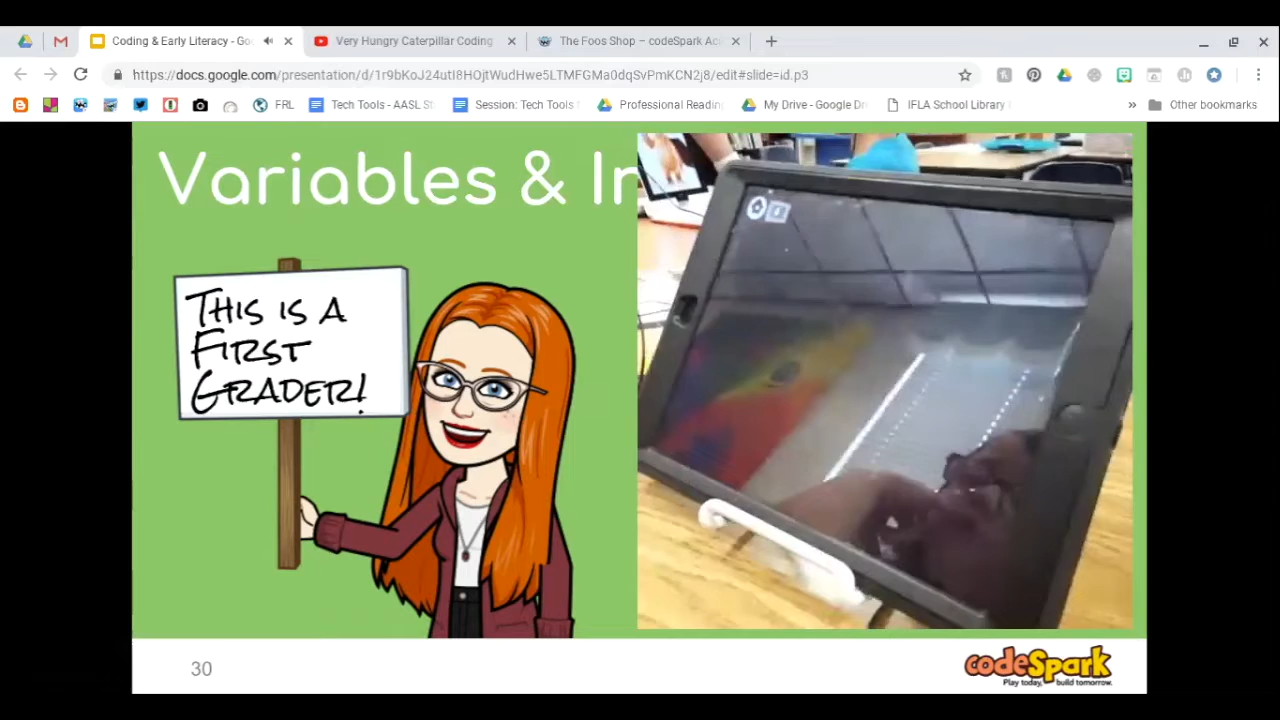 Coding & Early Literacy - Go
Very Hungry Caterpillar Coding
The Foos Shop – codeSpark Aca
https://docs.google.com/presentation/d/1r9bKoJ24utI8HOjtWudHwe5LTMFGMa0dqSvPmKCN2j8/edit#slide=id.p3
FRL
Tech Tools - AASL St
Session: Tech Tools f
Professional Reading
My Drive - Google Dr
IFLA School Library
» Other bookmarks
Variables & In
THIS IS A
FIRST
GRADER!
30
codeSpark
Play today, build tomorrow.